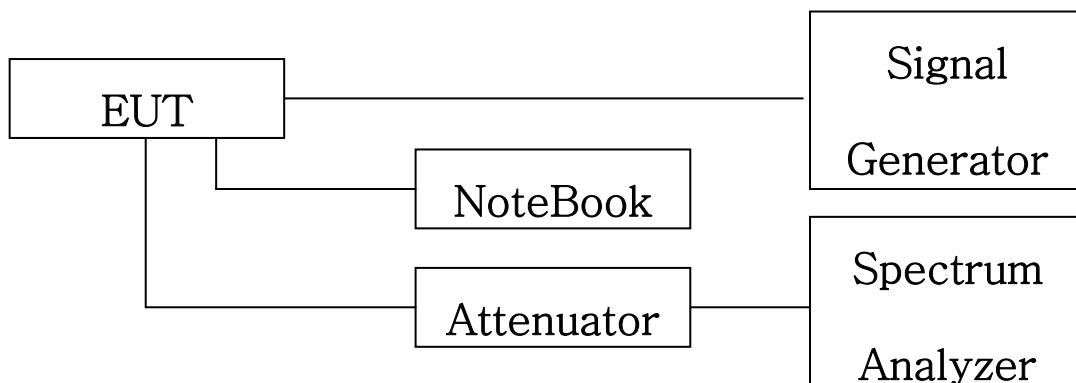 EUT
Signal
Generator
NoteBook
Attenuator
Spectrum
Analyzer